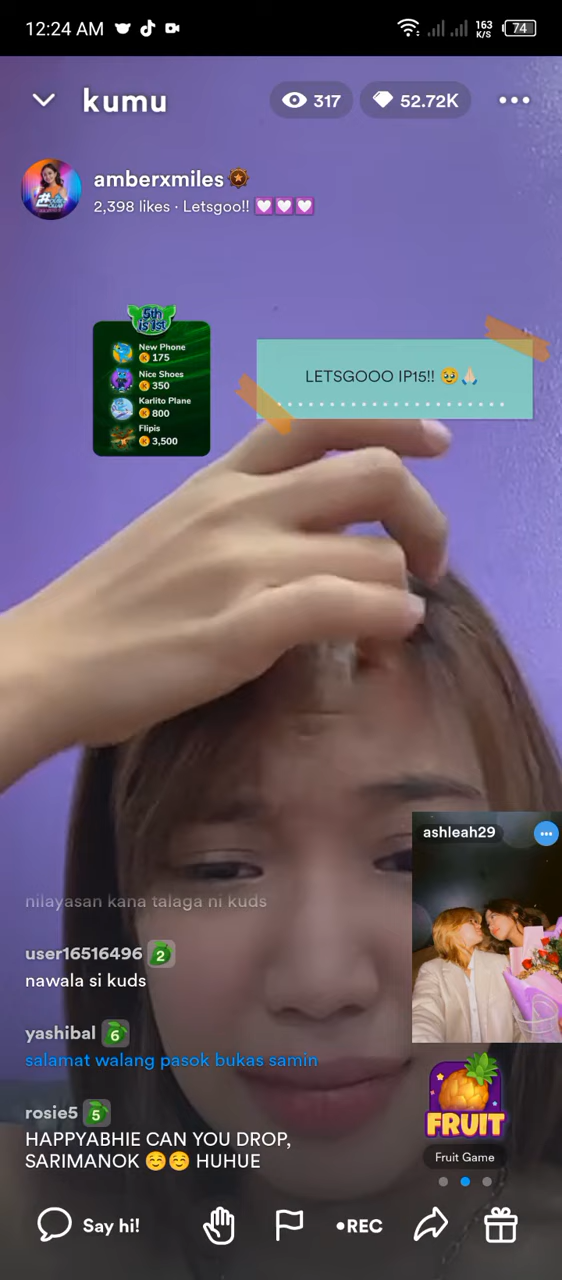 12:24 AM
163
K/S
74
kumu
317
52.72K
amberxmiles
2,398 likes · Letsgoo!! 💟💟💟
5th
is 1st
New Phone
175
Nice Shoes
350
Karlito Plane
800
Flipis
3,500
LETSGOOO IP15!! 🥹🙏🏻
ashleah29
nilayasan kana talaga ni kuds
user16516496 2
nawala si kuds
yashibal 6
salamat walang pasok bukas samin
rosie5 5
HAPPYABHIE CAN YOU DROP,
SARIMANOK ☺️☺️ HUHUE
FRUIT
Fruit Game
Say hi!
•REC